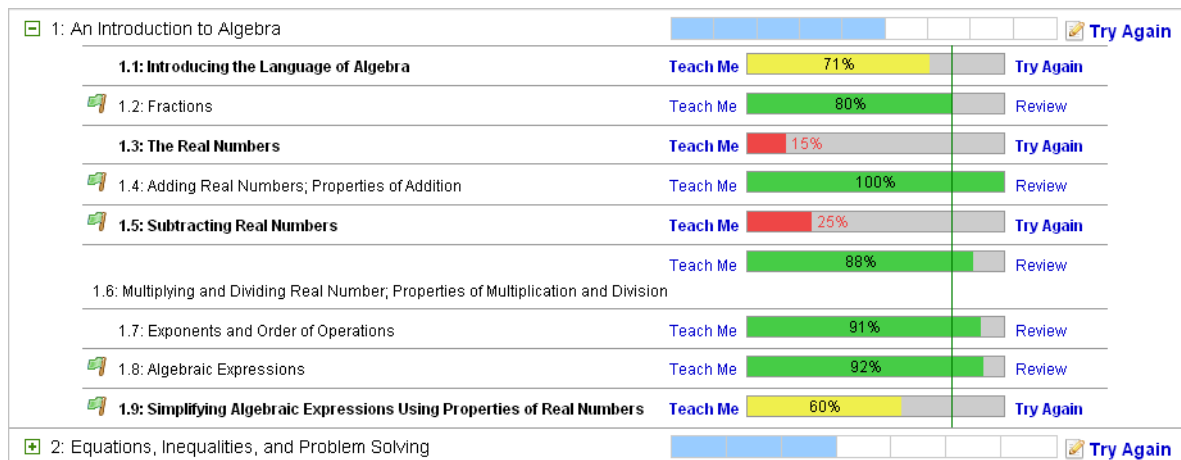 1: An Introduction to Algebra Try Again
1.1: Introducing the Language of Algebra Teach Me 71% Try Again
1.2: Fractions Teach Me 80% Review
1.3: The Real Numbers Teach Me 15% Try Again
1.4: Adding Real Numbers; Properties of Addition Teach Me 100% Review
1.5: Subtracting Real Numbers Teach Me 25% Try Again
Teach Me 88% Review
1.6: Multiplying and Dividing Real Number; Properties of Multiplication and Division
1.7: Exponents and Order of Operations Teach Me 91% Review
1.8: Algebraic Expressions Teach Me 92% Review
1.9: Simplifying Algebraic Expressions Using Properties of Real Numbers Teach Me 60% Try Again
2: Equations, Inequalities, and Problem Solving Try Again